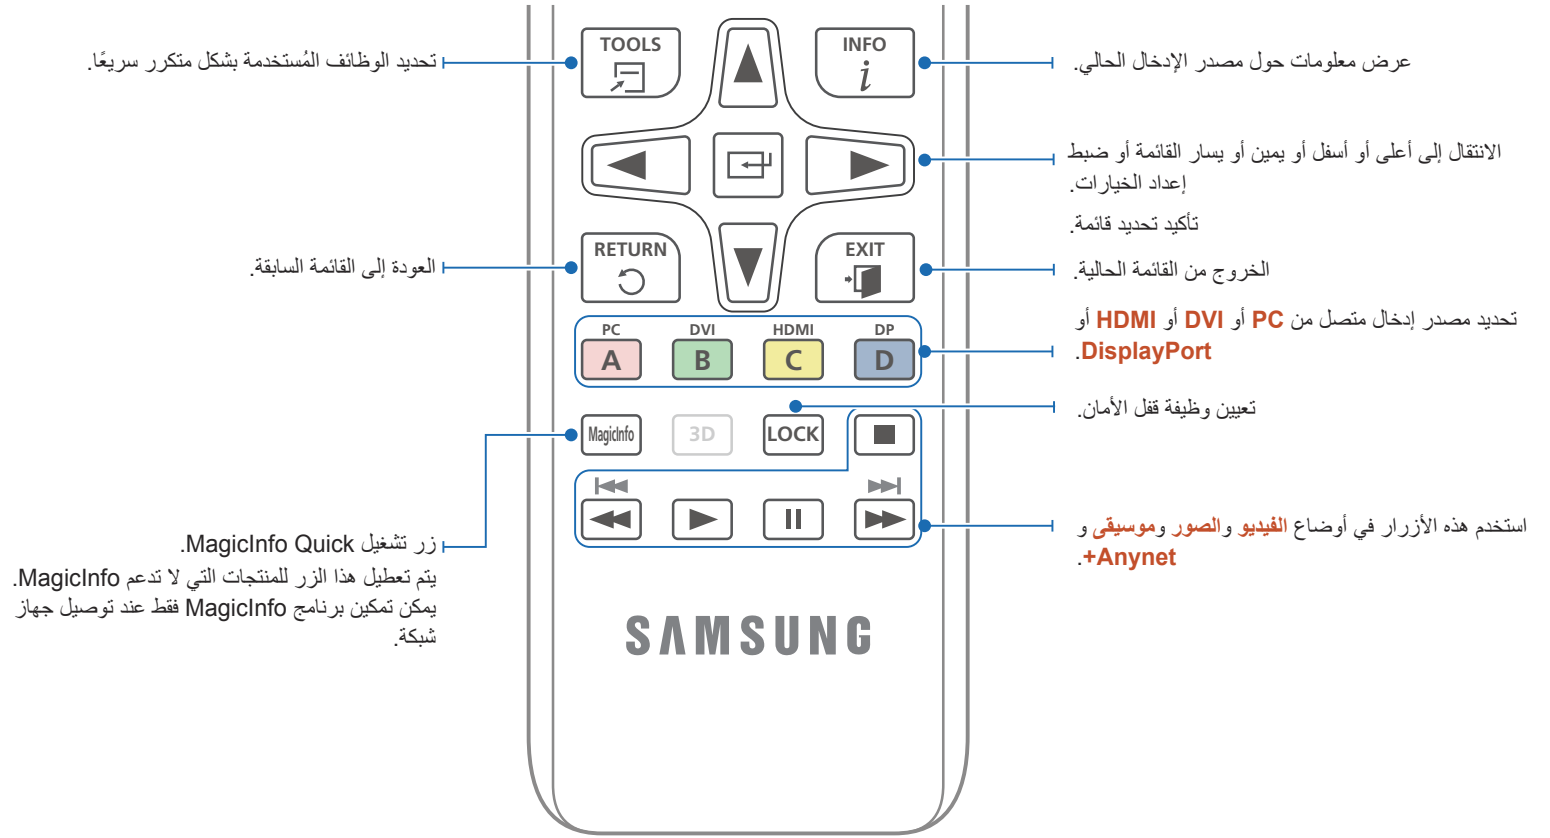 TOOLS
INFO
i
تحديد الوظائف المُستخدمة بشكل متكرر سريعًا.
عرض معلومات حول مصدر الإدخال الحالي.
الانتقال إلى أعلى أو أسفل أو يمين أو يسار القائمة أو ضبط
إعداد الخيارات.
تأكيد تحديد قائمة.
RETURN
EXIT
العودة إلى القائمة السابقة.
الخروج من القائمة الحالية.
PC DVI HDMI DP
A B C D
تحديد مصدر إدخال متصل من PC أو DVI أو HDMI أو
DisplayPort.
MagicInfo 3D LOCK
تعيين وظيفة قفل الأمان.
استخدم هذه الأزرار في أوضاع الفيديو والصور وموسيقى و
Anynet+.
زر تشغيل MagicInfo Quick.
يتم تعطيل هذا الزر للمنتجات التي لا تدعم MagicInfo.
يمكن تمكين برنامج MagicInfo فقط عند توصيل جهاز
شبكة.
SAMSUNG